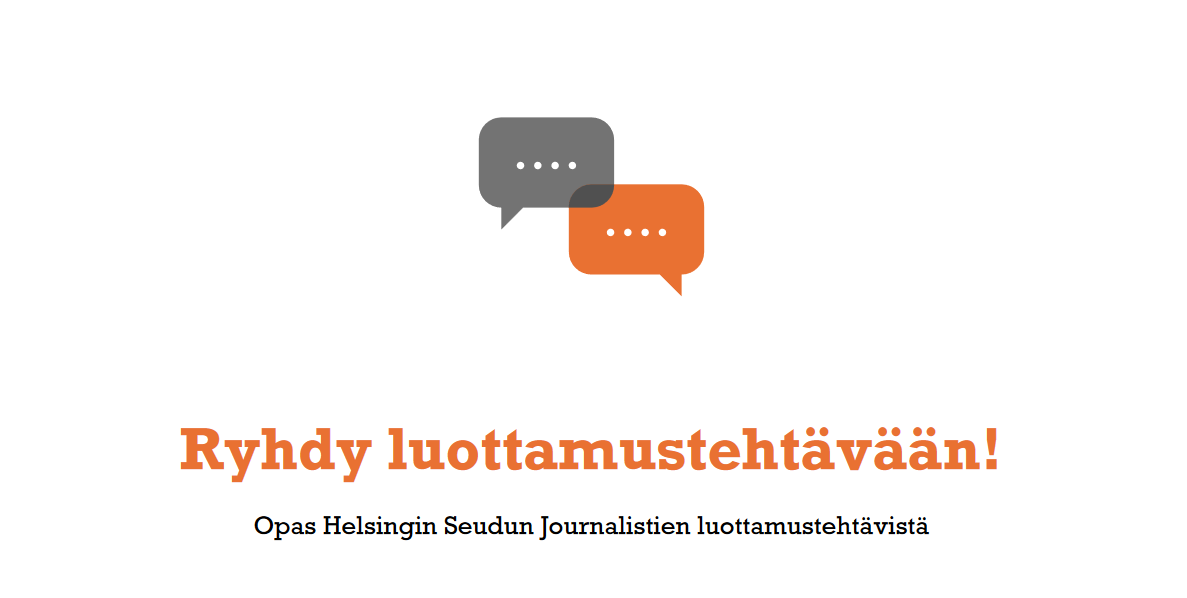 Ryhdy luottamustehtävään!
Opas Helsingin Seudun Journalistien luottamustehtävistä